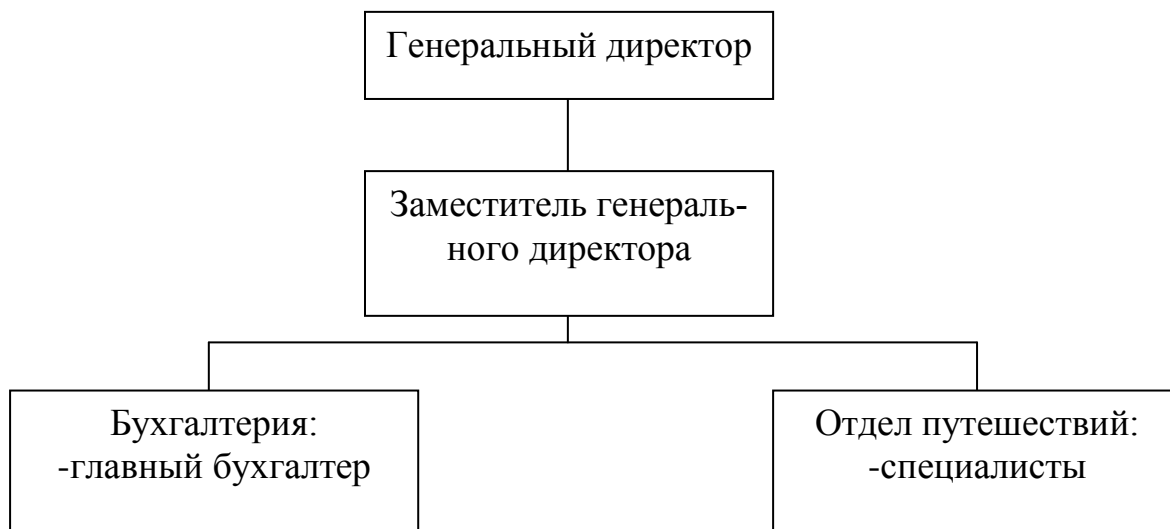 Генеральный директор
Заместитель генераль-
ного директора
Бухгалтерия:
-главный бухгалтер
Отдел путешествий:
-специалисты